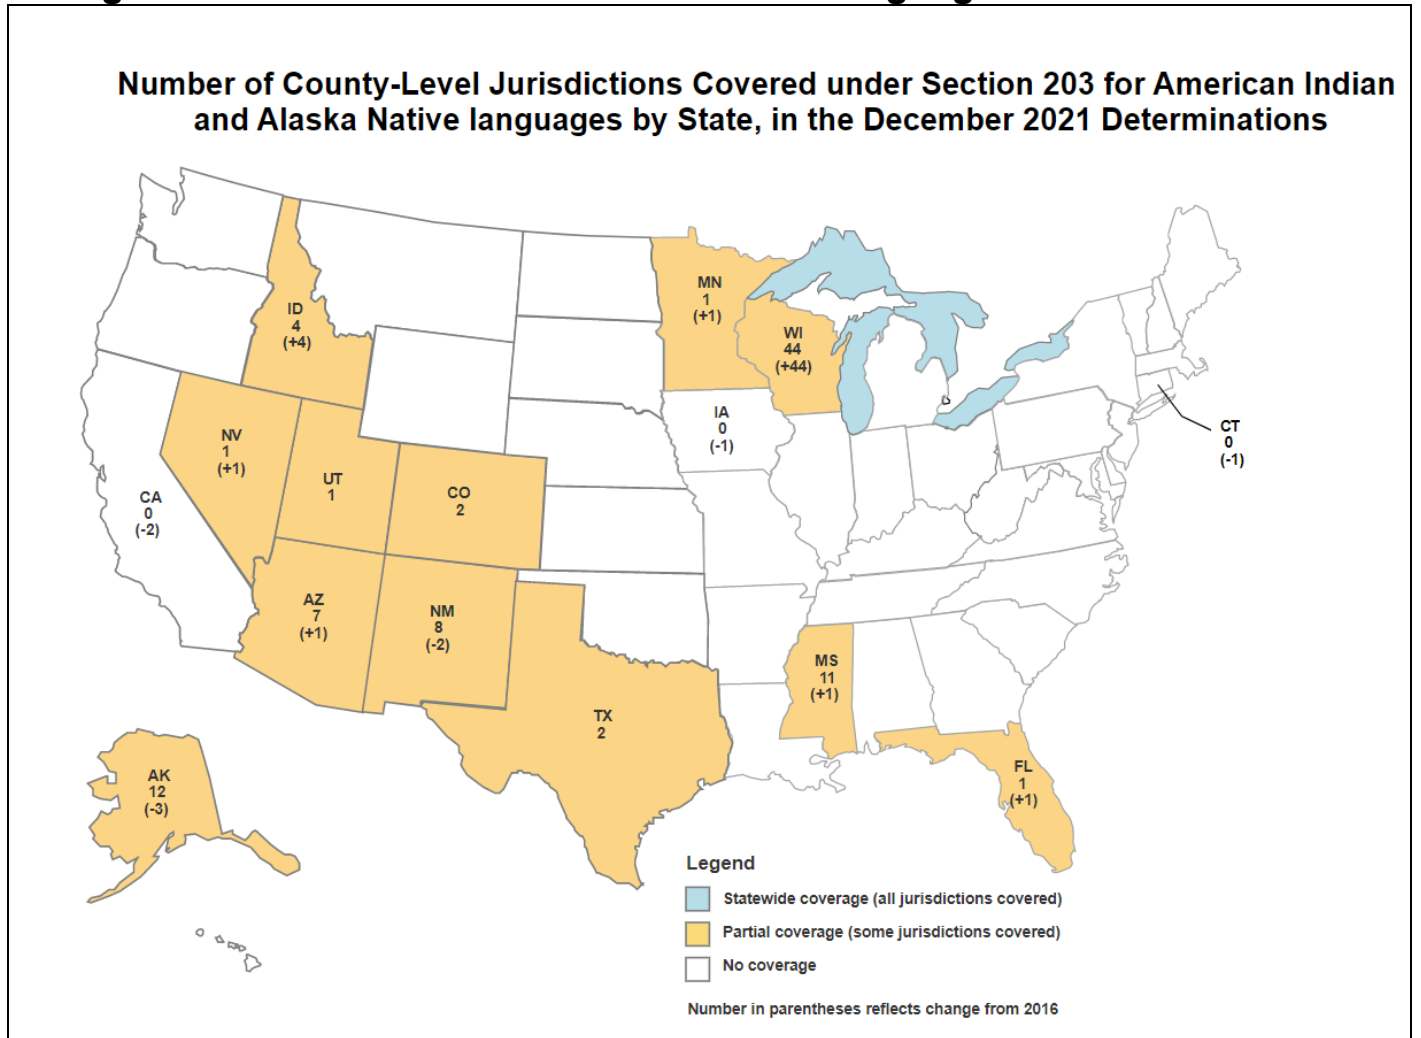 Number of County-Level Jurisdictions Covered under Section 203 for American Indian
and Alaska Native languages by State, in the December 2021 Determinations
MN
1
(+1)
ID
4
(+4)
WI
44
(+44)
IA
0
(-1)
CT
0
(-1)
NV
1
(+1)
UT
1
CO
2
CA
0
(-2)
AZ
7
(+1)
NM
8
(-2)
MS
11
(+1)
TX
2
FL
1
(+1)
AK
12
(-3)
Legend
Statewide coverage (all jurisdictions covered)
Partial coverage (some jurisdictions covered)
No coverage
Number in parentheses reflects change from 2016